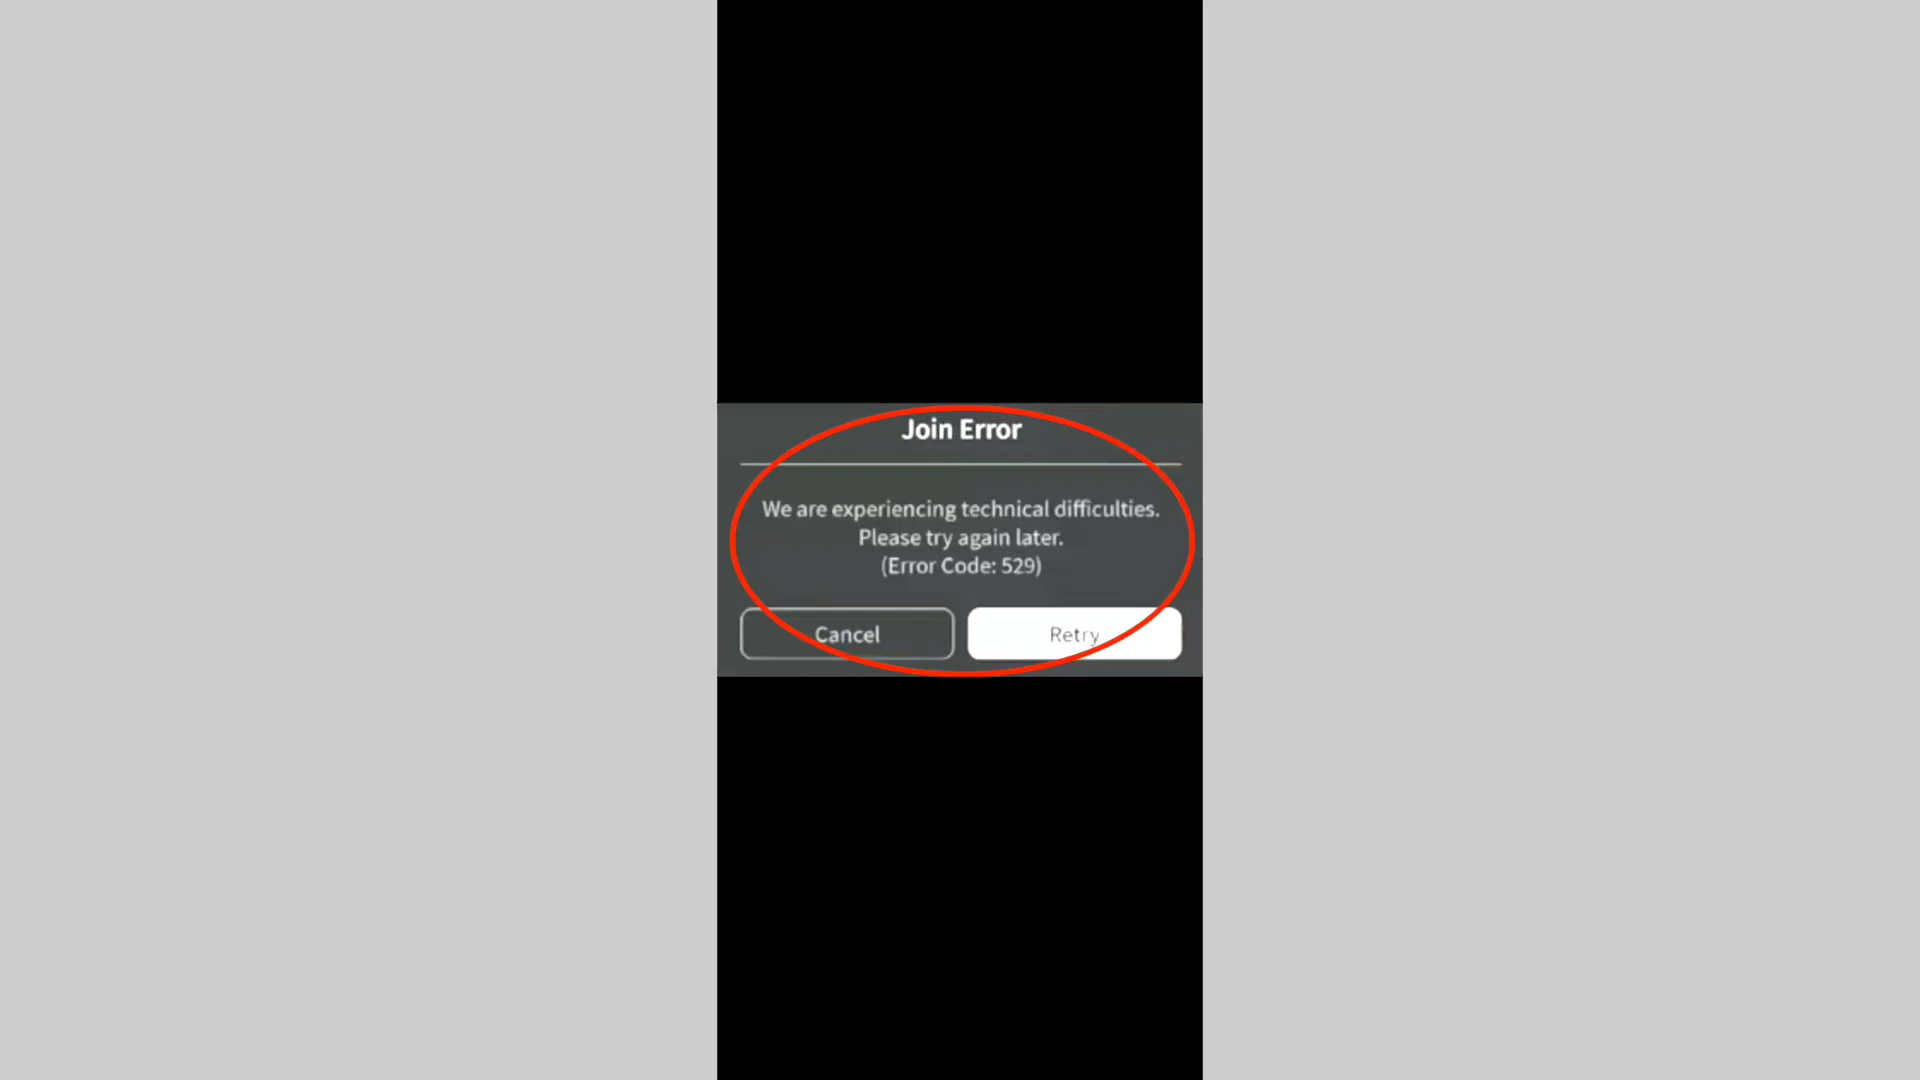 Join Error
We are experiencing technical difficulties.
Please try again later.
(Error Code: 529)
Cancel
Retry